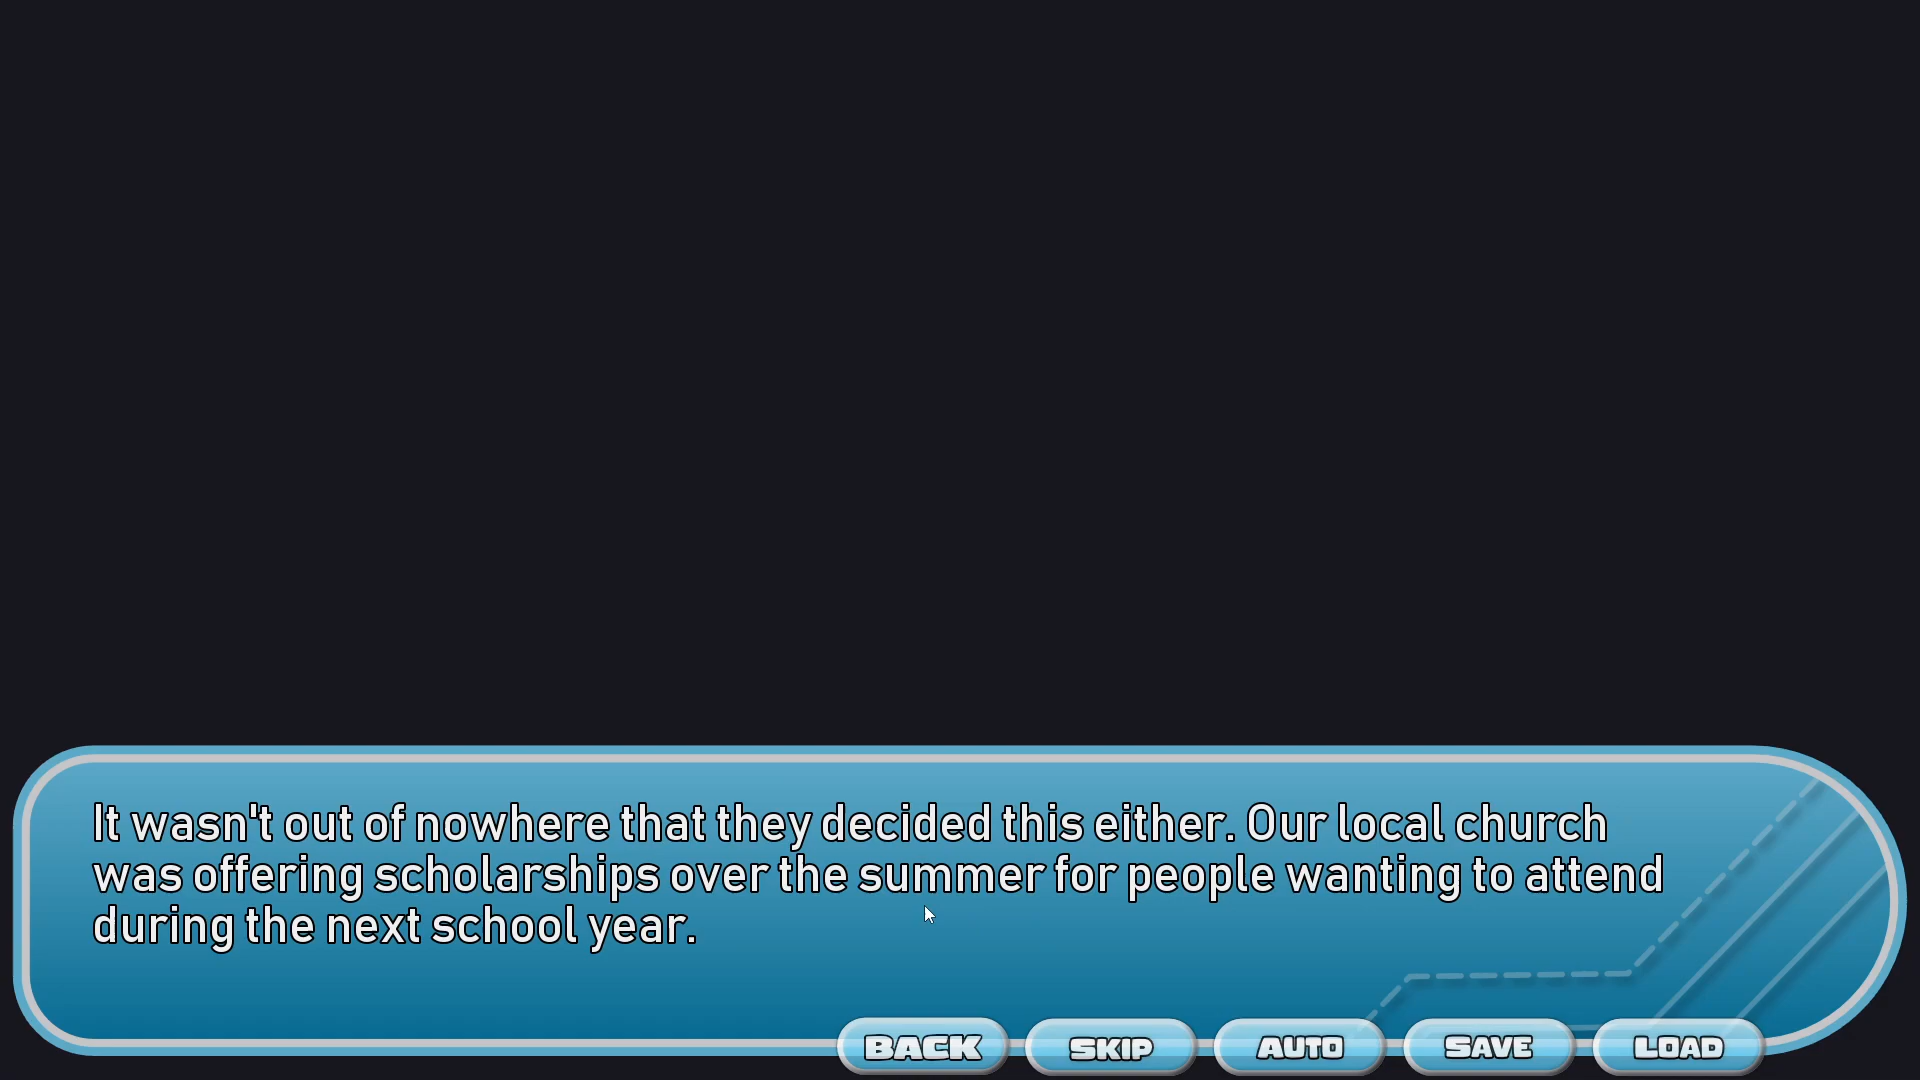 It wasn't out of nowhere that they decided this either. Our local church
was offering scholarships over the summer for people wanting to attend
during the next school year.
BACK SKIP AUTO SAVE LOAD